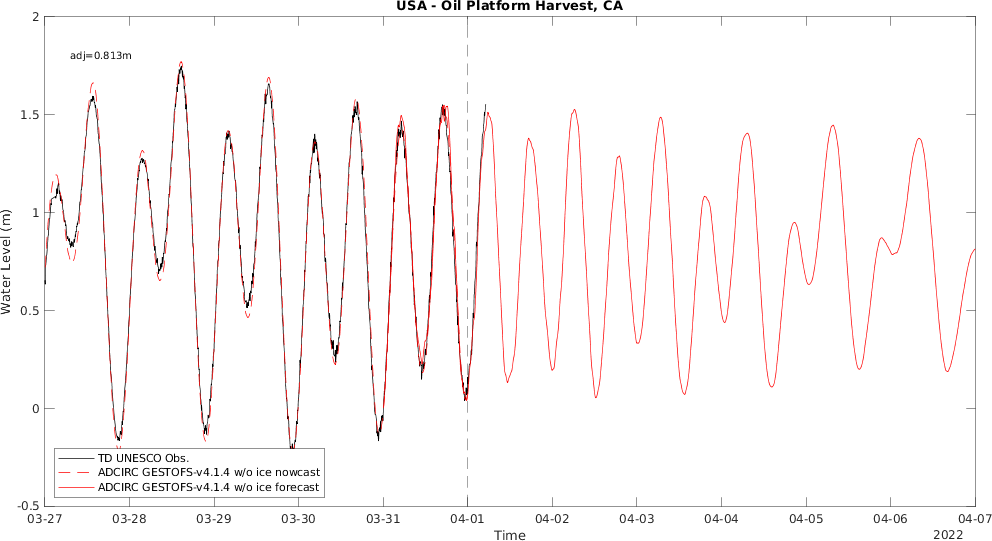 USA - Oil Platform Harvest, CA
adj=0.813m
2
1.5
1
0.5
0
-0.5
Water Level (m)
TD UNESCO Obs.
ADCIRC GESTOFS-v4.1.4 w/o ice nowcast
ADCIRC GESTOFS-v4.1.4 w/o ice forecast
03-27 03-28 03-29 03-30 03-31 04-01 04-02 04-03 04-04 04-05 04-06 04-07
Time
2022